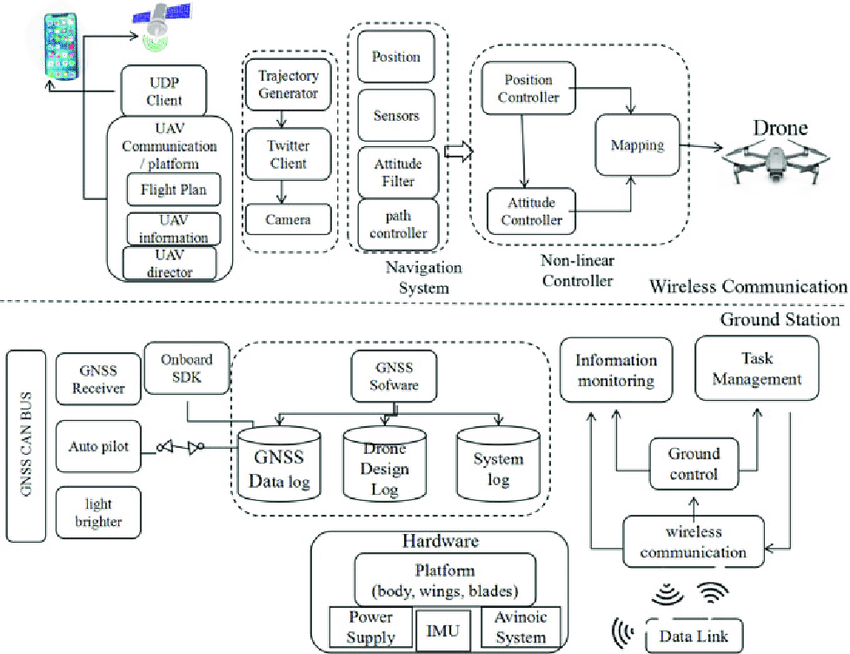 UDP
Client
UAV
Communication
/ platform
Flight Plan
UAV
information
UAV
director
Trajectory
Generator
Twitter
Client
Camera
Position
Sensors
Attitude
Filter
path
controller
Navigation
System
Position
Controller
Attitude
Controller
Mapping
Non-linear
Controller
Drone
Wireless Communication
Ground Station
GNSS CAN BUS
GNSS
Receiver
Auto pilot
light
brighter
Onboard
SDK
GNSS
Sofware
GNSS
Data log
Drone
Design
Log
System
log
Information
monitoring
Task
Management
Ground
control
wireless
communication
Data Link
Hardware
Platform
(body, wings, blades)
Power
Supply
IMU
Avinoic
System